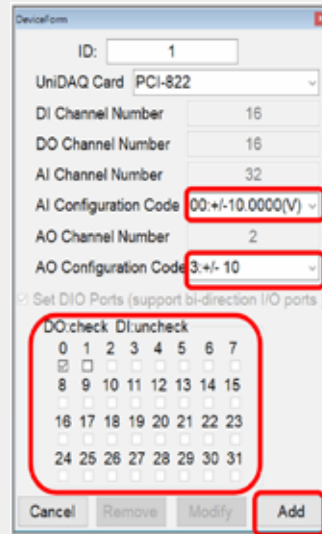 DeviceForm
ID: 1
UniDAQ Card PCI-822
DI Channel Number 16
DO Channel Number 16
AI Channel Number 32
AI Configuration Code 00:+/-10.0000(V)
AO Channel Number 2
AO Configuration Code 3:+/- 10
Set DIO Ports (support bi-direction I/O ports
DO:check DI:uncheck
0 1 2 3 4 5 6 7
8 9 10 11 12 13 14 15
16 17 18 19 20 21 22 23
24 25 26 27 28 29 30 31
Cancel Remove Modify Add